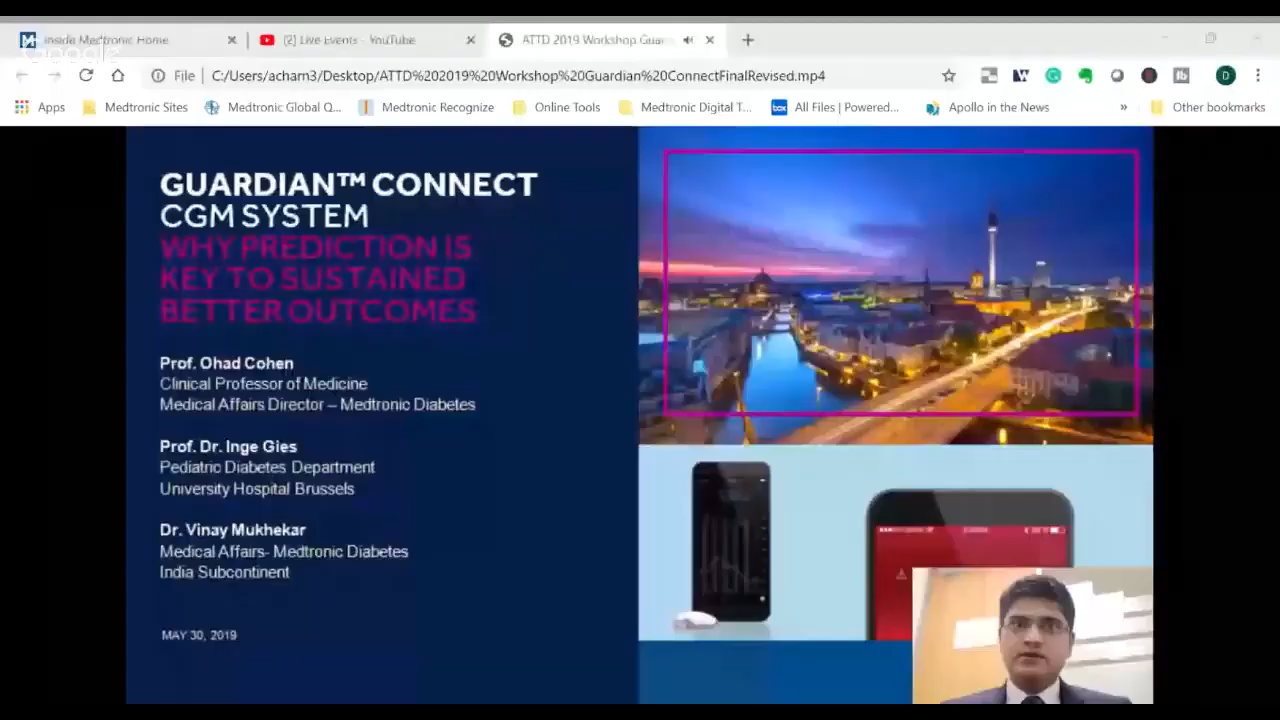 Inside Medtronic Home
(2) Live Events - YouTube
ATTD 2019 Workshop Guar
File
C:/Users/acham3/Desktop/ATTD%202019%20Workshop%20Guardian%20ConnectFinalRevised.mp4
D
Apps
Medtronic Sites
Medtronic Global Q...
Medtronic Recognize
Online Tools
Medtronic Digital T...
box
All Files | Powered...
Apollo in the News
»
Other bookmarks
GUARDIAN™ CONNECT
CGM SYSTEM
WHY PREDICTION IS
KEY TO SUSTAINED
BETTER OUTCOMES
Prof. Ohad Cohen
Clinical Professor of Medicine
Medical Affairs Director – Medtronic Diabetes
Prof. Dr. Inge Gies
Pediatric Diabetes Department
University Hospital Brussels
Dr. Vinay Mukhekar
Medical Affairs- Medtronic Diabetes
India Subcontinent
MAY 30, 2019